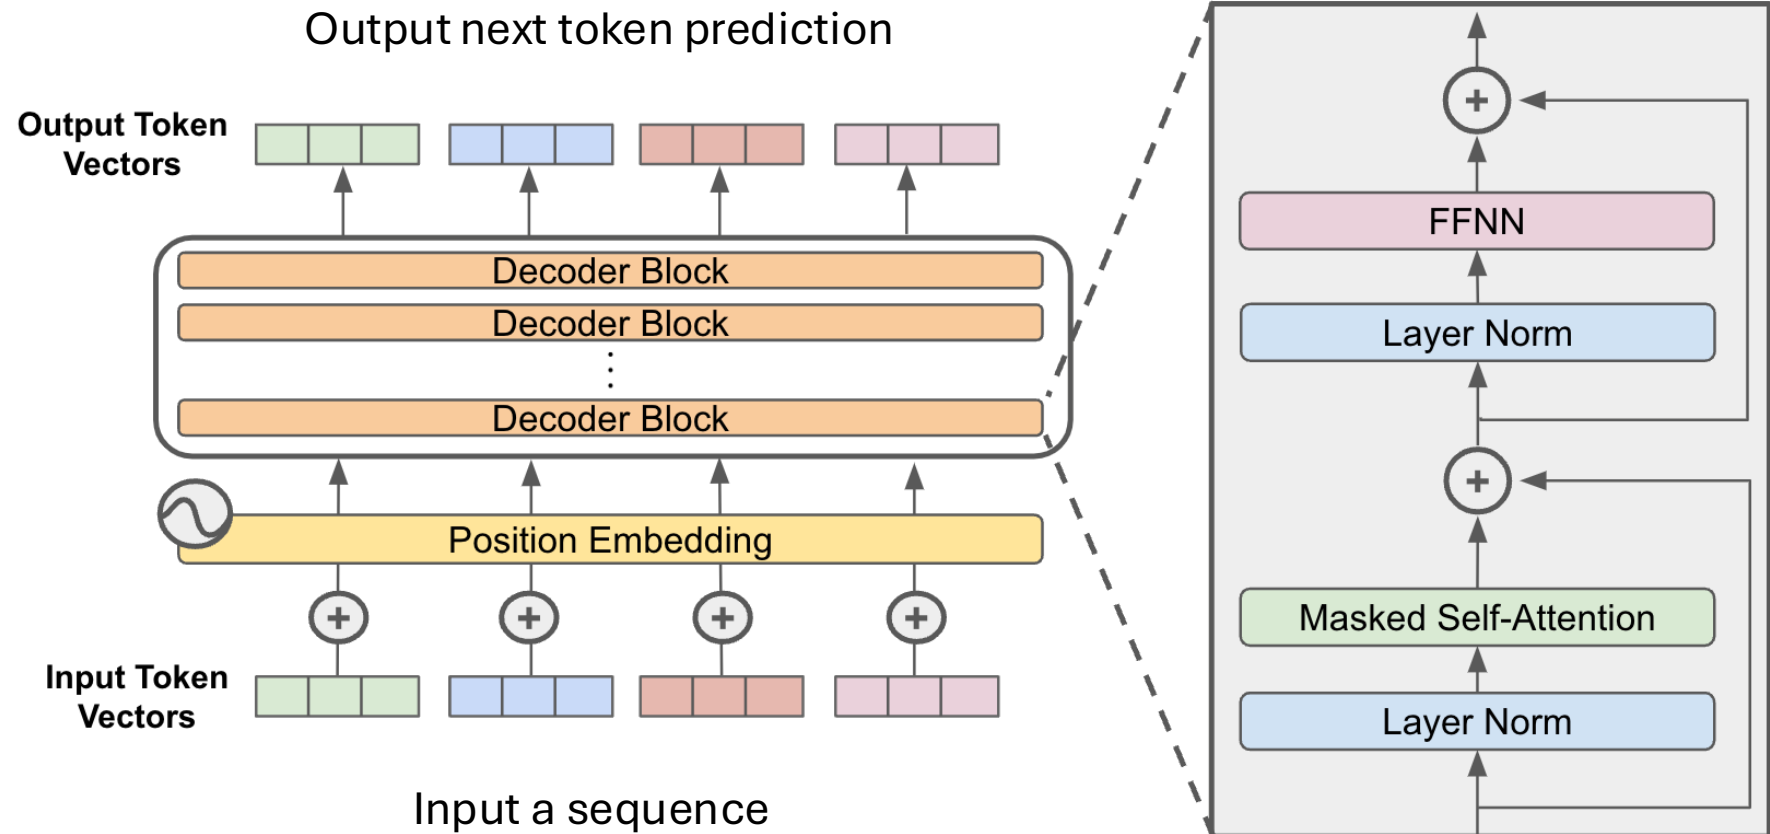 Output next token prediction
Output Token
Vectors
Decoder Block
Decoder Block
Decoder Block
Position Embedding
Input Token
Vectors
Input a sequence
FFNN
Layer Norm
Masked Self-Attention
Layer Norm